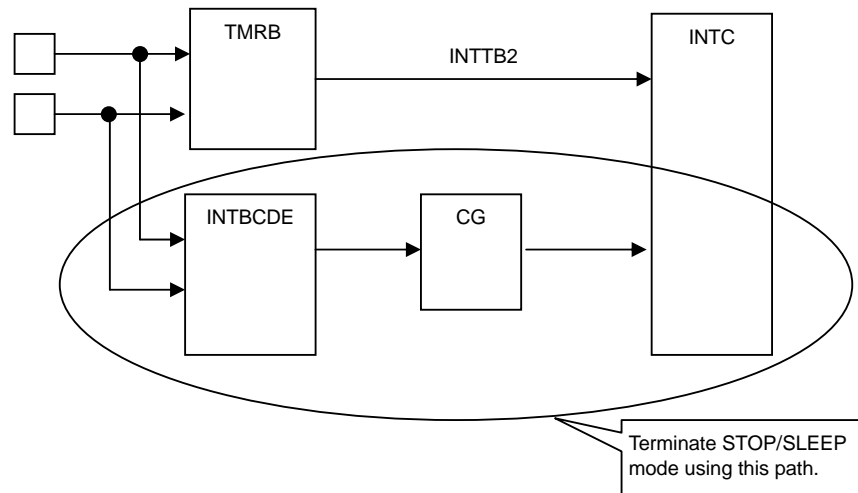 TMRB
INTC
INTTB2
INTBCDE
CG
Terminate STOP/SLEEP
mode using this path.